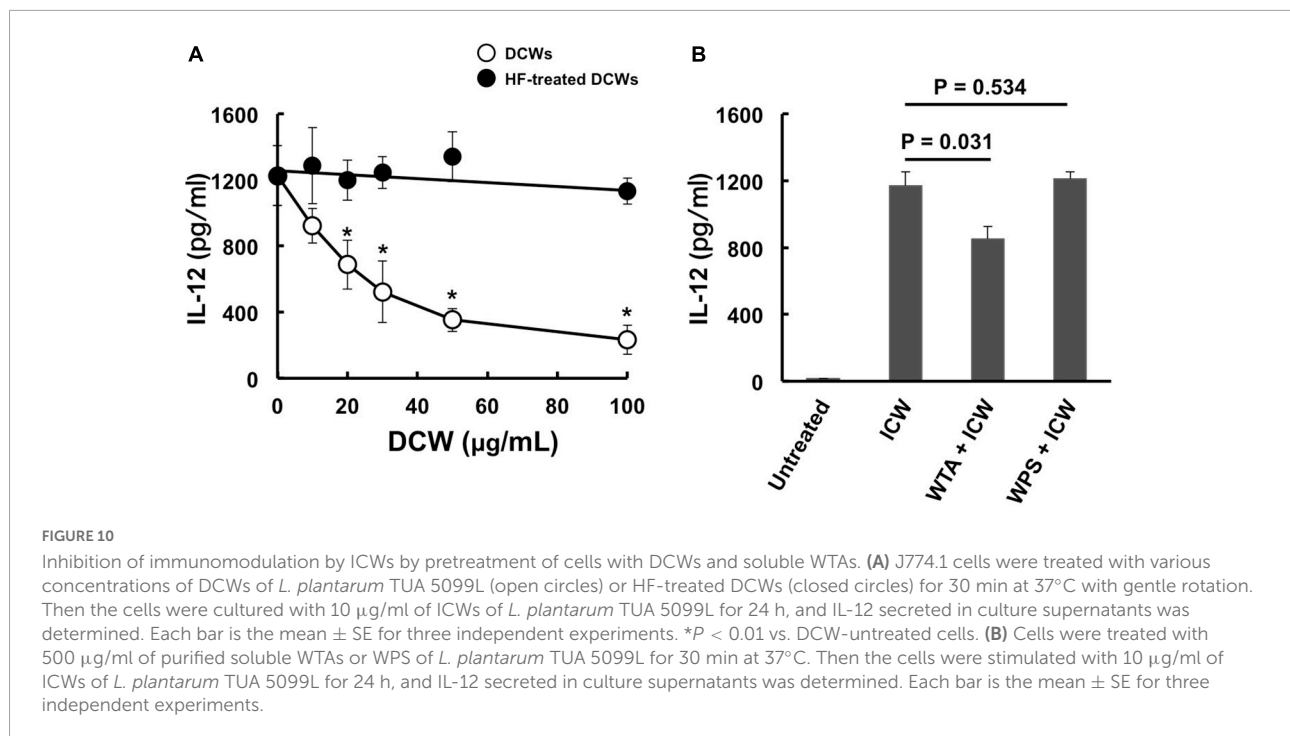 A
DCWs
HF-treated DCWs
IL-12 (pg/ml)
1600
1200
800
400
0
*
*
*
*
0
20
40
60
80
100
DCW (μg/mL)
B
P = 0.534
P = 0.031
IL-12 (pg/ml)
1600
1200
800
400
0
Untreated
ICW
WTA + ICW
WPS + ICW
FIGURE 10
Inhibition of immunomodulation by ICWs by pretreatment of cells with DCWs and soluble WTAs. (A) J774.1 cells were treated with various
concentrations of DCWs of L. plantarum TUA 5099L (open circles) or HF-treated DCWs (closed circles) for 30 min at 37°C with gentle rotation.
Then the cells were cultured with 10 μg/ml of ICWs of L. plantarum TUA 5099L for 24 h, and IL-12 secreted in culture supernatants was
determined. Each bar is the mean ± SE for three independent experiments. *P < 0.01 vs. DCW-untreated cells. (B) Cells were treated with
500 μg/ml of purified soluble WTAs or WPS of L. plantarum TUA 5099L for 30 min at 37°C. Then the cells were stimulated with 10 μg/ml of
ICWs of L. plantarum TUA 5099L for 24 h, and IL-12 secreted in culture supernatants was determined. Each bar is the mean ± SE for three
independent experiments.